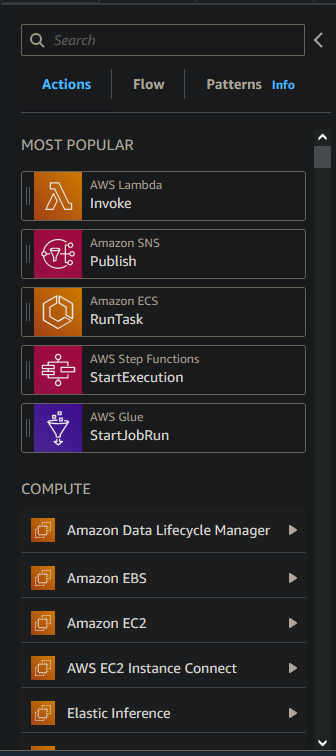 Search
Actions Flow Patterns Info
MOST POPULAR
AWS Lambda
Invoke
Amazon SNS
Publish
Amazon ECS
RunTask
AWS Step Functions
StartExecution
AWS Glue
StartJobRun
COMPUTE
Amazon Data Lifecycle Manager
Amazon EBS
Amazon EC2
AWS EC2 Instance Connect
Elastic Inference